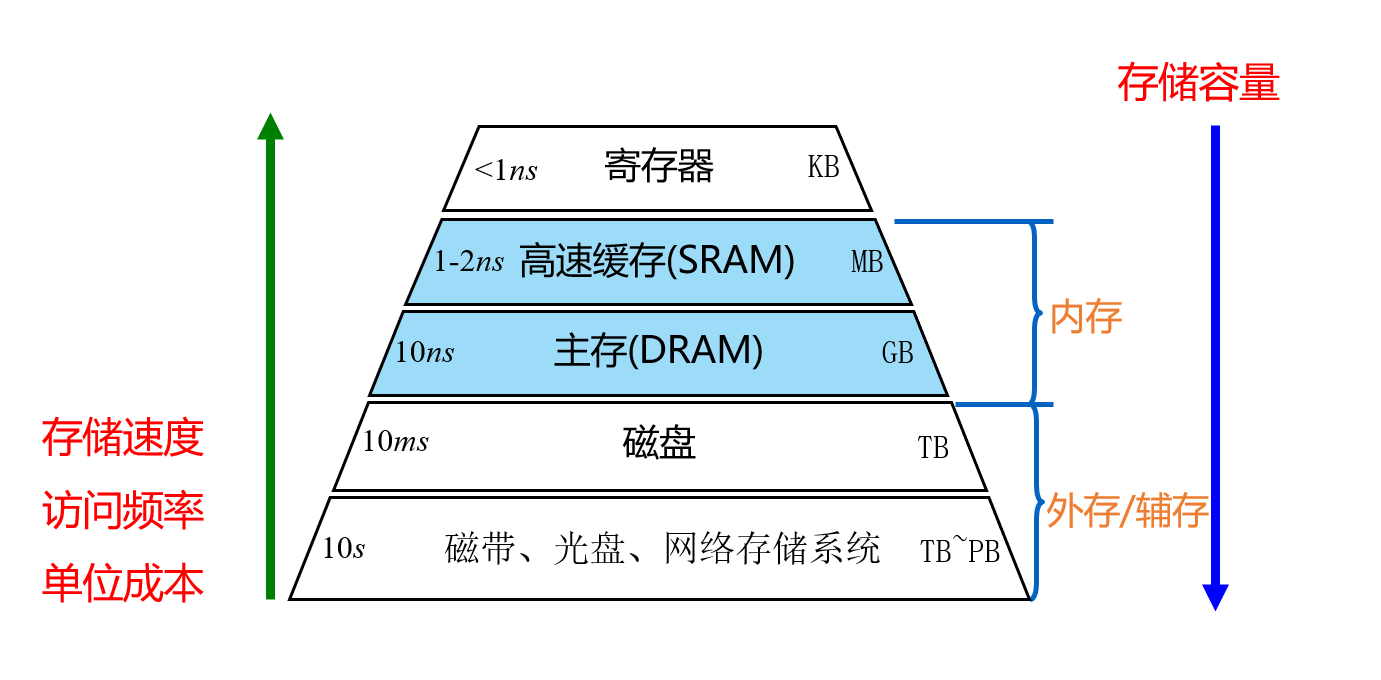 存储容量
<1ns 寄存器 KB
1-2ns 高速缓存(SRAM) MB
内存
10ns 主存(DRAM) GB
存储速度
10ms 磁盘 TB
访问频率
外存/辅存
10s 磁带、光盘、网络存储系统 TB~PB
单位成本